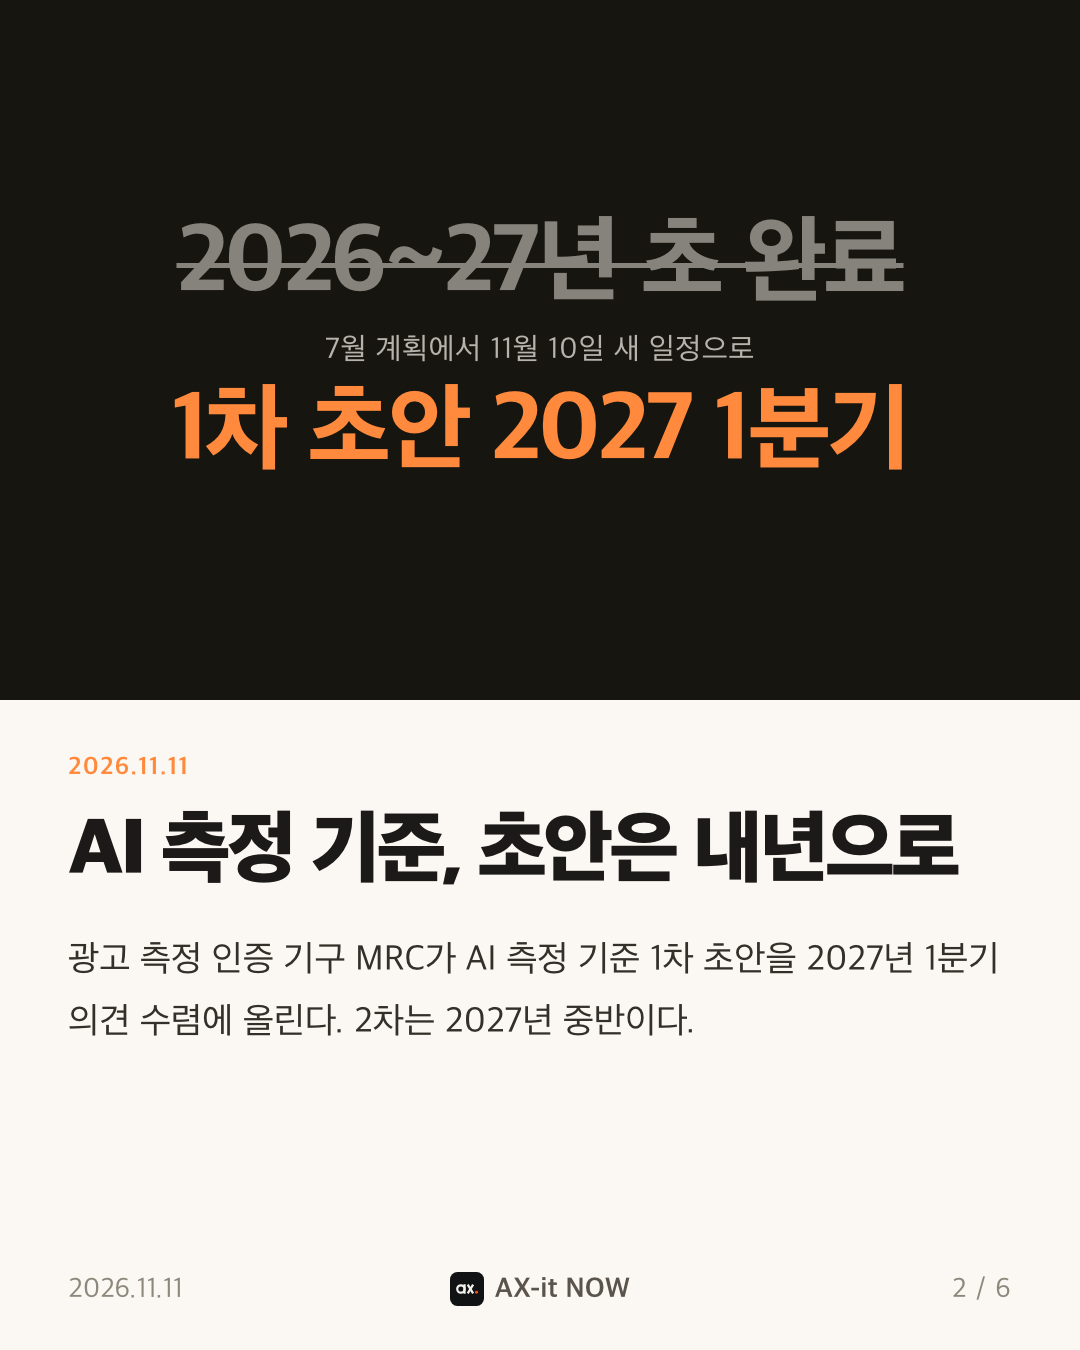 2026~27년 초 완료
7월 계획에서 11월 10일 새 일정으로
1차 초안 2027 1분기
2026.11.11
AI 측정 기준, 초안은 내년으로
광고 측정 인증 기구 MRC가 AI 측정 기준 1차 초안을 2027년 1분기
의견 수렴에 올린다. 2차는 2027년 중반이다.
2026.11.11
ax. AX-it NOW
2 / 6